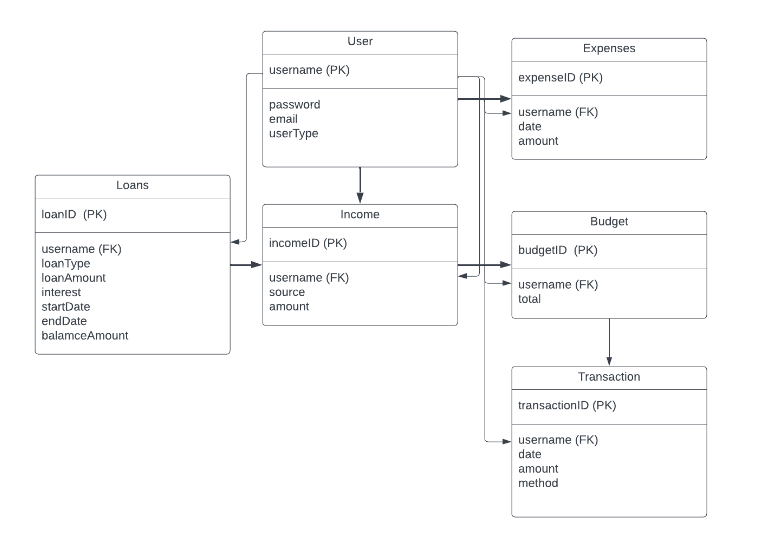 User
username (PK)
password
email
userType
Expenses
expenseID (PK)
username (FK)
date
amount
Loans
loanID  (PK)
username (FK)
loanType
loanAmount
interest
startDate
endDate
balamceAmount
Income
incomeID (PK)
username (FK)
source
amount
Budget
budgetID  (PK)
username (FK)
total
Transaction
transactionID (PK)
username (FK)
date
amount
method